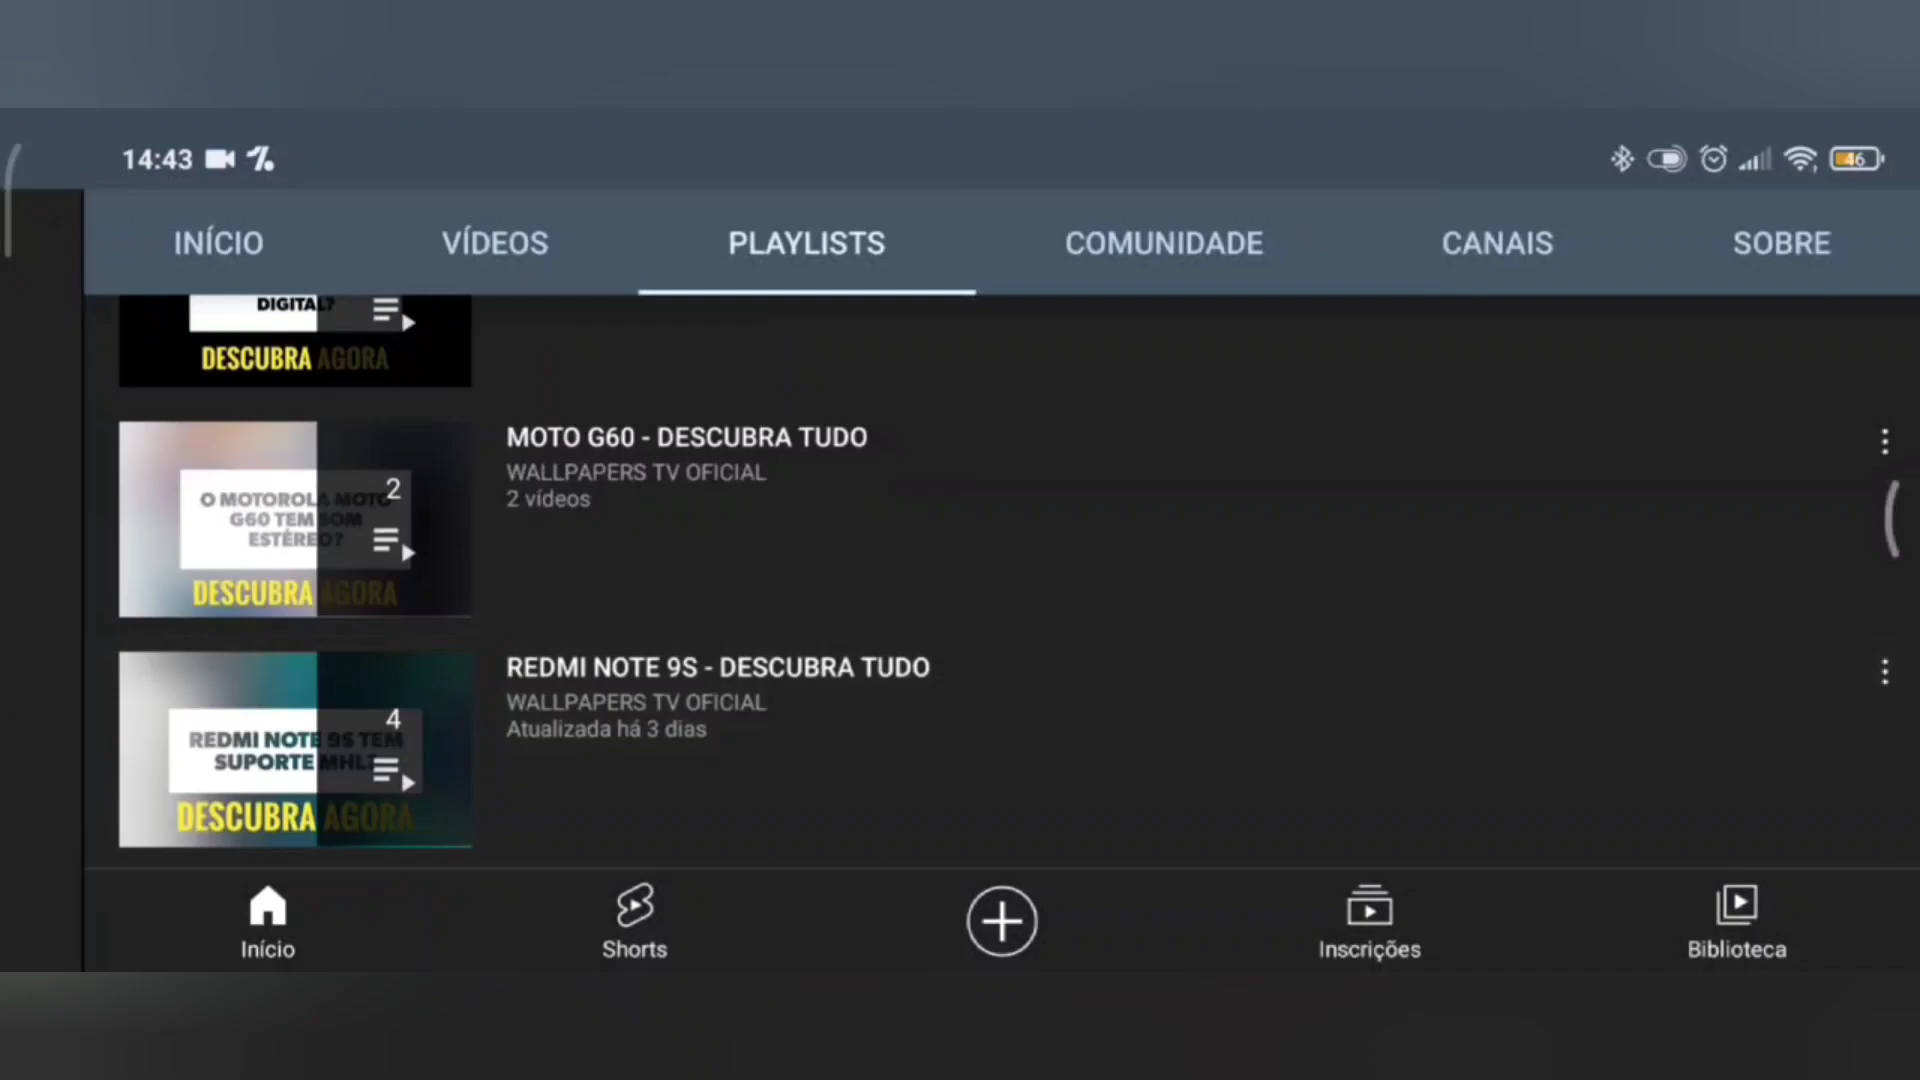 14:43
46
INÍCIO
VÍDEOS
PLAYLISTS
COMUNIDADE
CANAIS
SOBRE
DIGITAL?
DESCUBRA AGORA
O MOTOROLA MOTO
G60 TEM SOM
ESTÉREO?
DESCUBRA AGORA
2
MOTO G60 - DESCUBRA TUDO
WALLPAPERS TV OFICIAL
2 vídeos
REDMI NOTE 9S TEM
SUPORTE MHL?
DESCUBRA AGORA
4
REDMI NOTE 9S - DESCUBRA TUDO
WALLPAPERS TV OFICIAL
Atualizada há 3 dias
Início
Shorts
Inscrições
Biblioteca